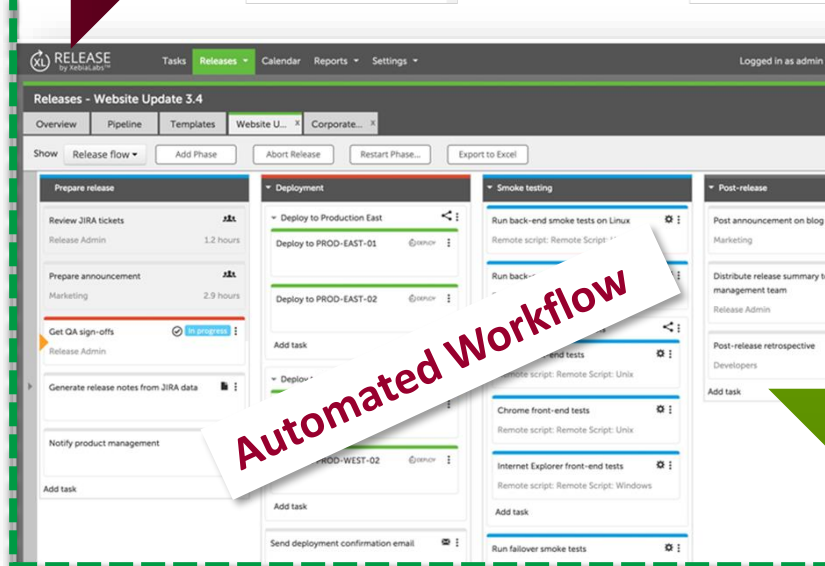 XL RELEASE
by XebiaLabs™
Tasks Releases Calendar Reports Settings Logged in as admin
Releases - Website Update 3.4
Overview Pipeline Templates Website U... x Corporate... x
Show Release flow Add Phase Abort Release Restart Phase... Export to Excel
Prepare release
Review JIRA tickets
Release Admin 1.2 hours
Prepare announcement
Marketing 2.9 hours
Get QA sign-offs In progress
Release Admin
Generate release notes from JIRA data
Notify product management
Add task
Deployment
Deploy to Production East
Deploy to PROD-EAST-01 DEPLOY
Deploy to PROD-EAST-02 DEPLOY
Add task
Deploy
PROD-WEST-02 DEPLOY
Add task
Send deployment confirmation email
Smoke testing
Run back-end smoke tests on Linux
Remote script: Remote Script:
Run back-
end tests
remote script: Remote Script: Unix
Chrome front-end tests
Remote script: Remote Script: Unix
Internet Explorer front-end tests
Remote script: Remote Script: Windows
Add task
Run failover smoke tests
Post-release
Post announcement on blog
Marketing
Distribute release summary to
management team
Release Admin
Post-release retrospective
Developers
Add task
Automated Workflow